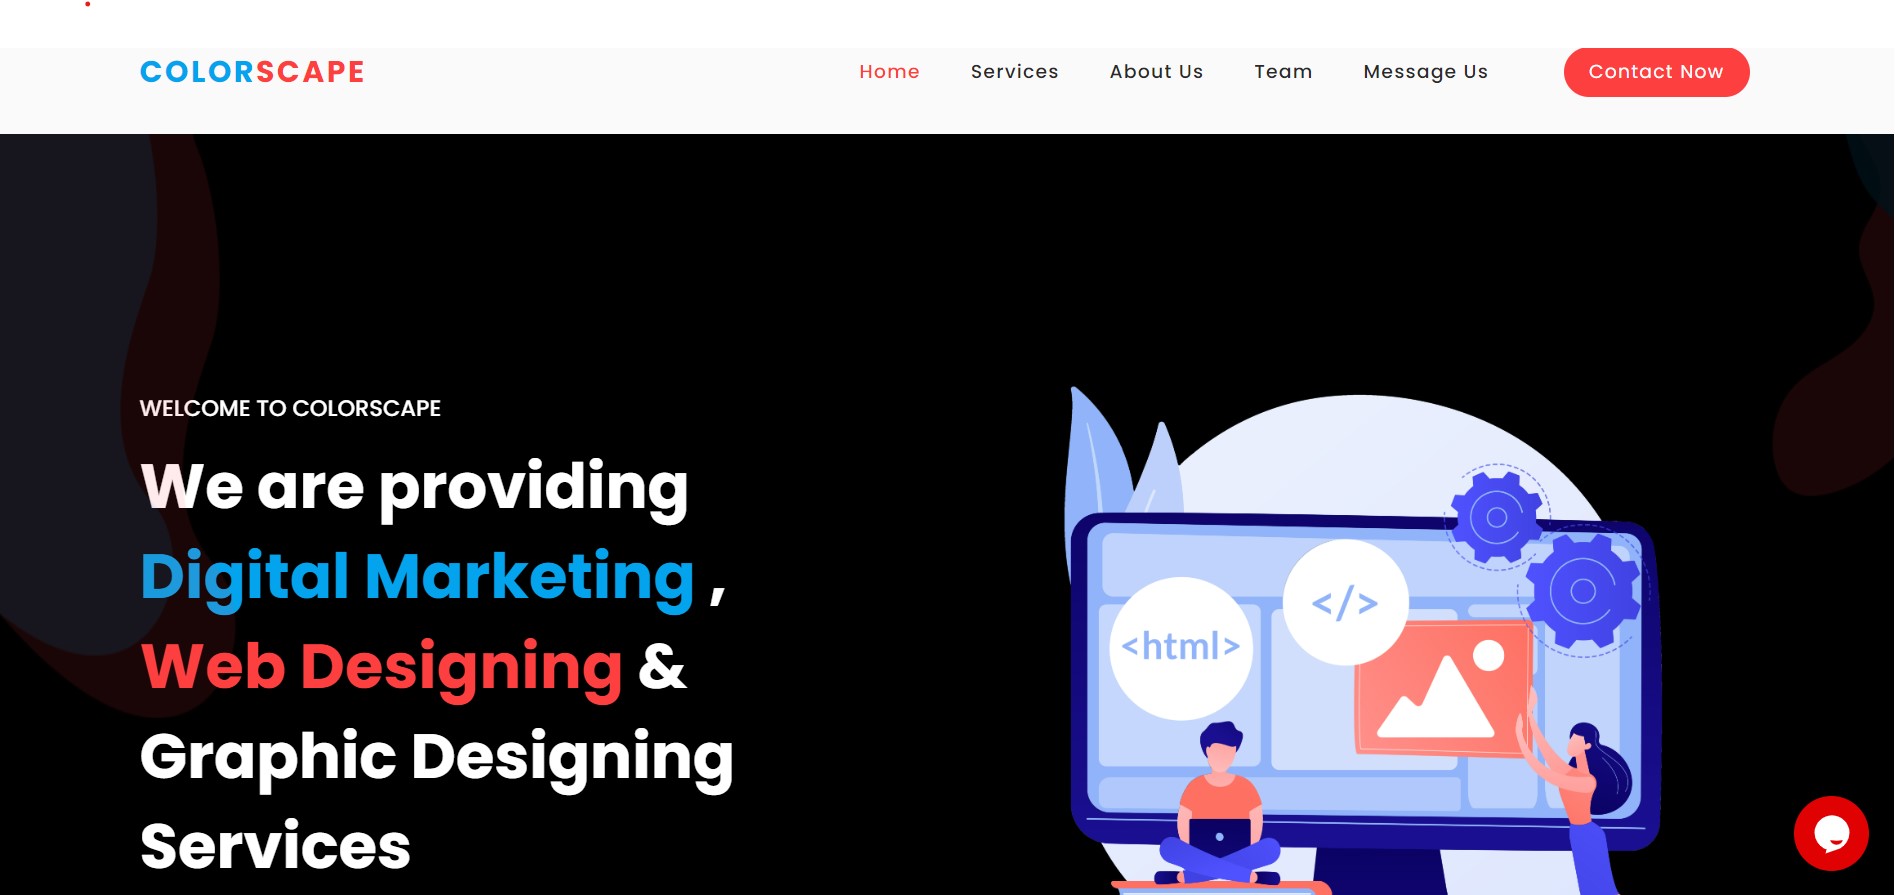 COLORSCAPE
Home Services About Us Team Message Us Contact Now
WELCOME TO COLORSCAPE
We are providing
Digital Marketing ,
Web Designing &
Graphic Designing
Services
<html>
</>